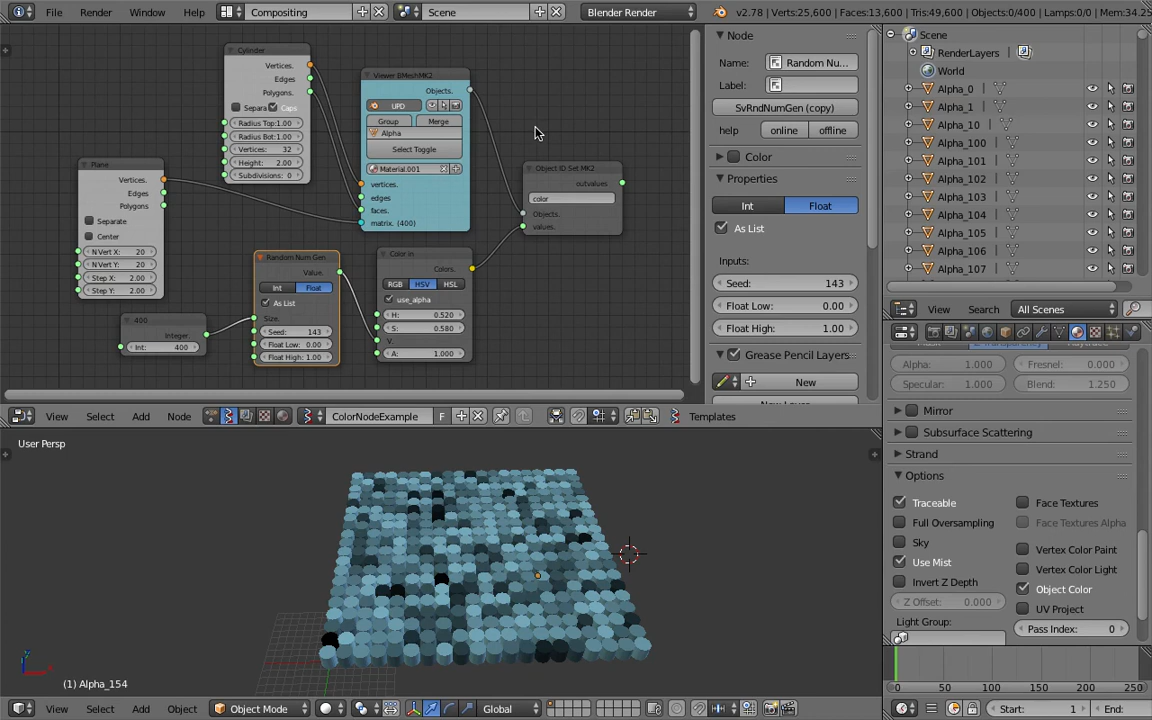 File Render Window Help Compositing Scene Blender Render v2.78 | Verts:25,600 | Faces:13,600 | Tris:49,600 | Objects:0/400 | Lamps:0/0 | Mem:34.25
Cylinder
Vertices.
Edges
Polygons.
Separa Caps
Radius Top:1.00
Radius Bot:1.00
Vertices: 32
Height: 2.00
Subdivisions: 0
Viewer BMeshMK2
Objects.
UPD
Group Merge
Alpha
Select Toggle
Material.001
vertices.
edges
faces.
matrix. (400)
Plane
Vertices.
Edges
Polygons
Separate
Center
N Vert X: 20
N Vert Y: 20
Step X: 2.00
Step Y: 2.00
400
Integer.
Int: 400
Random Num Gen
Value.
Int Float
As List
Size.
Seed: 143
Float Low: 0.00
Float High: 1.00
Color in
Colors.
RGB HSV HSL
use_alpha
H: 0.520
S: 0.580
V.
A: 1.000
Object ID Set MK2
outvalues
color
Objects.
values.
Node
Name: Random Nu...
Label:
SvRndNumGen (copy)
help online offline
Color
Properties
Int Float
As List
Inputs:
Seed: 143
Float Low: 0.00
Float High: 1.00
Grease Pencil Layers
New
New Layer
Scene
RenderLayers |
World
Alpha_0 |
Alpha_1 |
Alpha_10 |
Alpha_100 |
Alpha_101 |
Alpha_102 |
Alpha_103 |
Alpha_104 |
Alpha_105 |
Alpha_106 |
Alpha_107 |
View Search All Scenes
Alpha: 1.000 Fresnel: 0.000
Specular: 1.000 Blend: 1.250
Mirror
Subsurface Scattering
Strand
Options
Traceable Face Textures
Full Oversampling Face Textures Alpha
Sky Vertex Color Paint
Use Mist Vertex Color Light
Invert Z Depth Object Color
Z Offset: 0.000 UV Project
Light Group: Pass Index: 0
0 50 100 150 200 250
Start: 1 End:
View Select Add Node ColorNodeExample F Templates
User Persp
(1) Alpha_154
View Select Add Object Object Mode Global